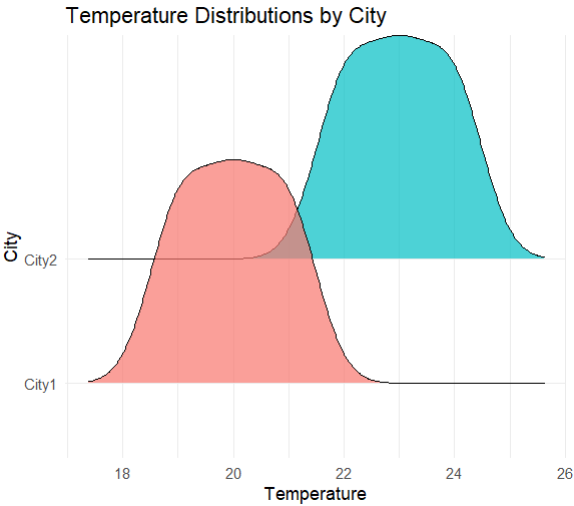 Temperature Distributions by City
City
City2
City1
18 20 22 24 26
Temperature